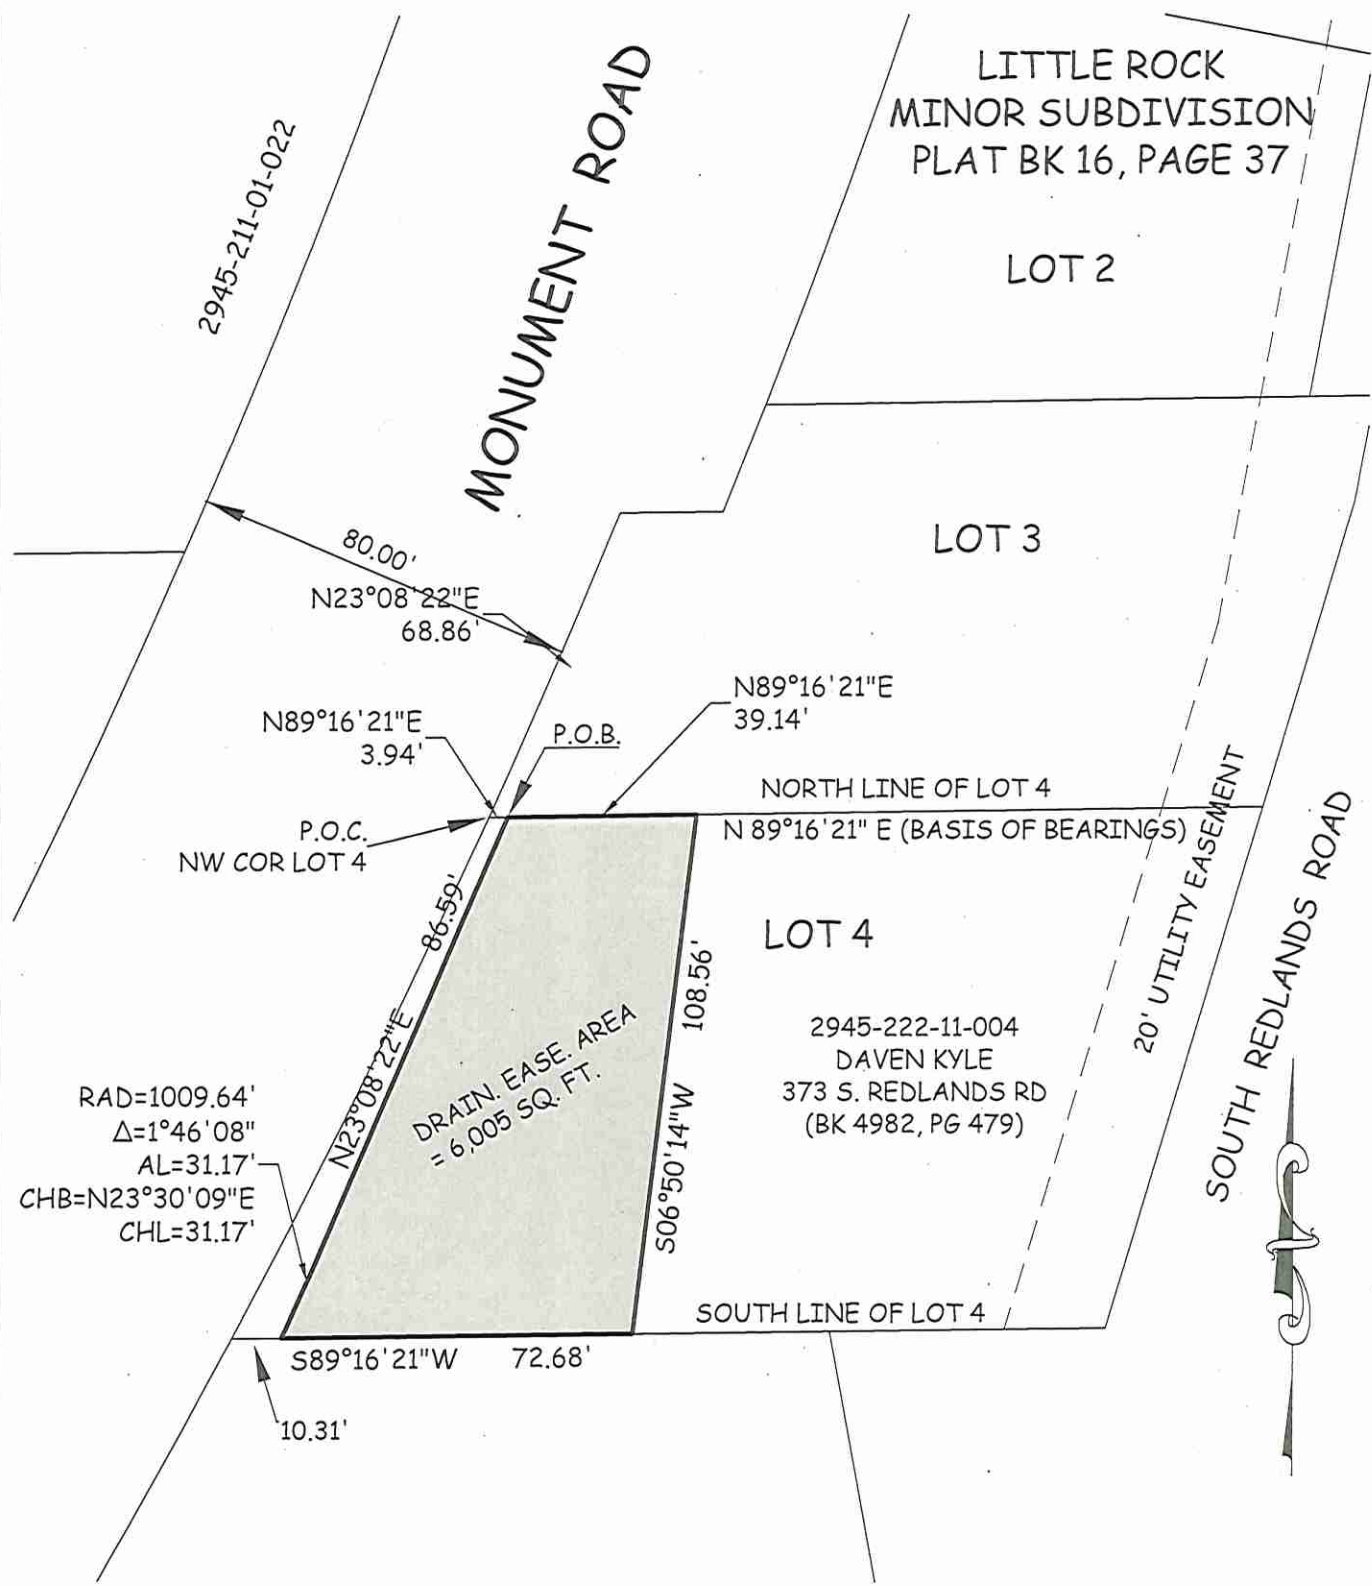 LITTLE ROCK
MINOR SUBDIVISION
PLAT BK 16, PAGE 37
LOT 2
2945-211-01-022
MONUMENT ROAD
LOT 3
80.00'
N23°08'22"E
68.86'
N89°16'21"E
39.14'
N89°16'21"E
3.94'
P.O.B.
NORTH LINE OF LOT 4
N 89°16'21" E (BASIS OF BEARINGS)
P.O.C.
NW COR LOT 4
86.59'
N23°08'22"E
LOT 4
108.56'
S06°50'14"W
20' UTILITY EASEMENT
SOUTH REDLANDS ROAD
2945-222-11-004
DAVEN KYLE
373 S. REDLANDS RD
(BK 4982, PG 479)
DRAIN. EASE. AREA
= 6,005 SQ. FT.
RAD=1009.64'
Δ=1°46'08"
AL=31.17'
CHB=N23°30'09"E
CHL=31.17'
SOUTH LINE OF LOT 4
S89°16'21"W 72.68'
10.31'